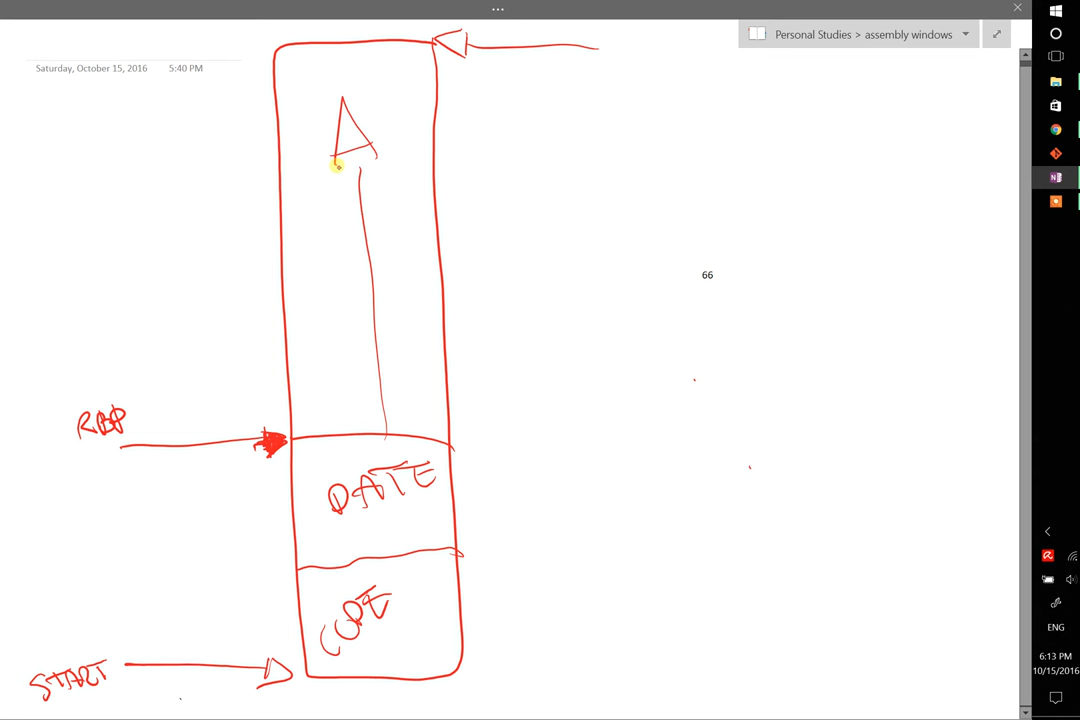 ...
Personal Studies > assembly windows
Saturday, October 15, 2016 5:40 PM
66
RBP
DATE
CODE
START
ENG
6:13 PM
10/15/2016